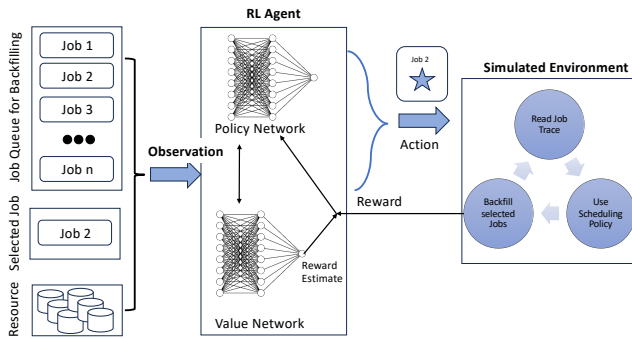 RL Agent
Job Queue for Backfilling
Job 1
Job 2
Job 3
Job n
Selected Job
Job 2
Resource
Observation
Policy Network
Reward
Estimate
Value Network
Job 2
Action
Reward
Simulated Environment
Read Job
Trace
Backfill
selected
Jobs
Use
Scheduling
Policy